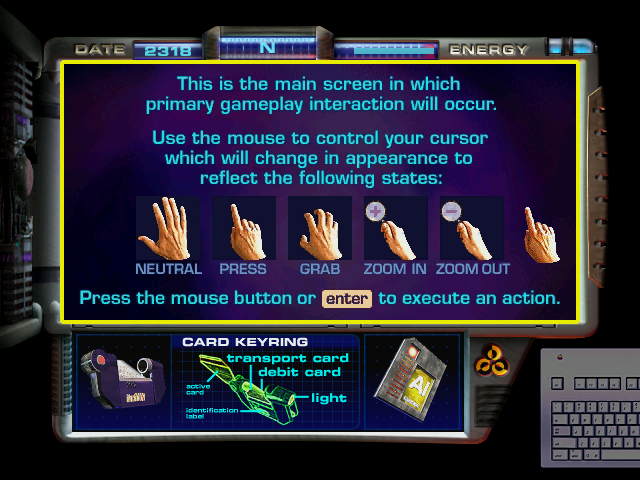 DATE 2318 N ENERGY
This is the main screen in which
primary gameplay interaction will occur.
Use the mouse to control your cursor
which will change in appearance to
reflect the following states:
NEUTRAL PRESS GRAB ZOOM IN ZOOM OUT
Press the mouse button or enter to execute an action.
CARD KEYRING
transport card
debit card
active
card
light
identification
label
AI